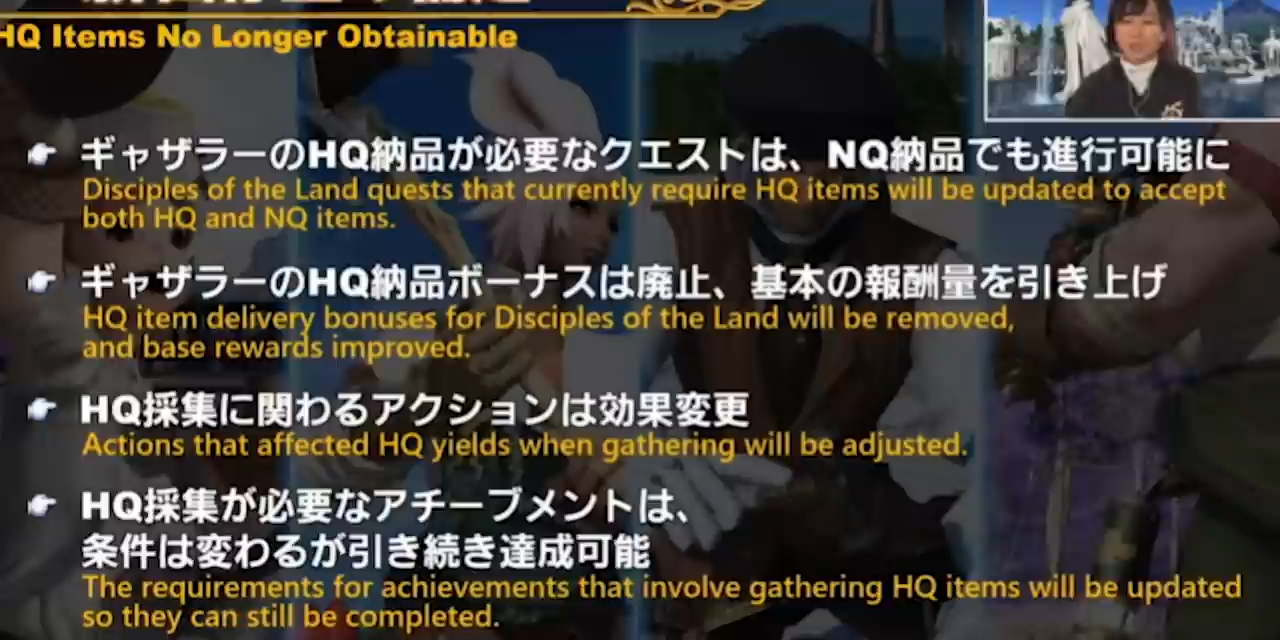 HQ Items No Longer Obtainable
ギャザラーのHQ納品が必要なクエストは、NQ納品でも進行可能に
Disciples of the Land quests that currently require HQ items will be updated to accept
both HQ and NQ items.
ギャザラーのHQ納品ボーナスは廃止、基本の報酬量を引き上げ
HQ item delivery bonuses for Disciples of the Land will be removed,
and base rewards improved.
HQ採集に関わるアクションは効果変更
Actions that affected HQ yields when gathering will be adjusted.
HQ採集が必要なアチーブメントは、
条件は変わるが引き続き達成可能
The requirements for achievements that involve gathering HQ items will be updated
so they can still be completed.